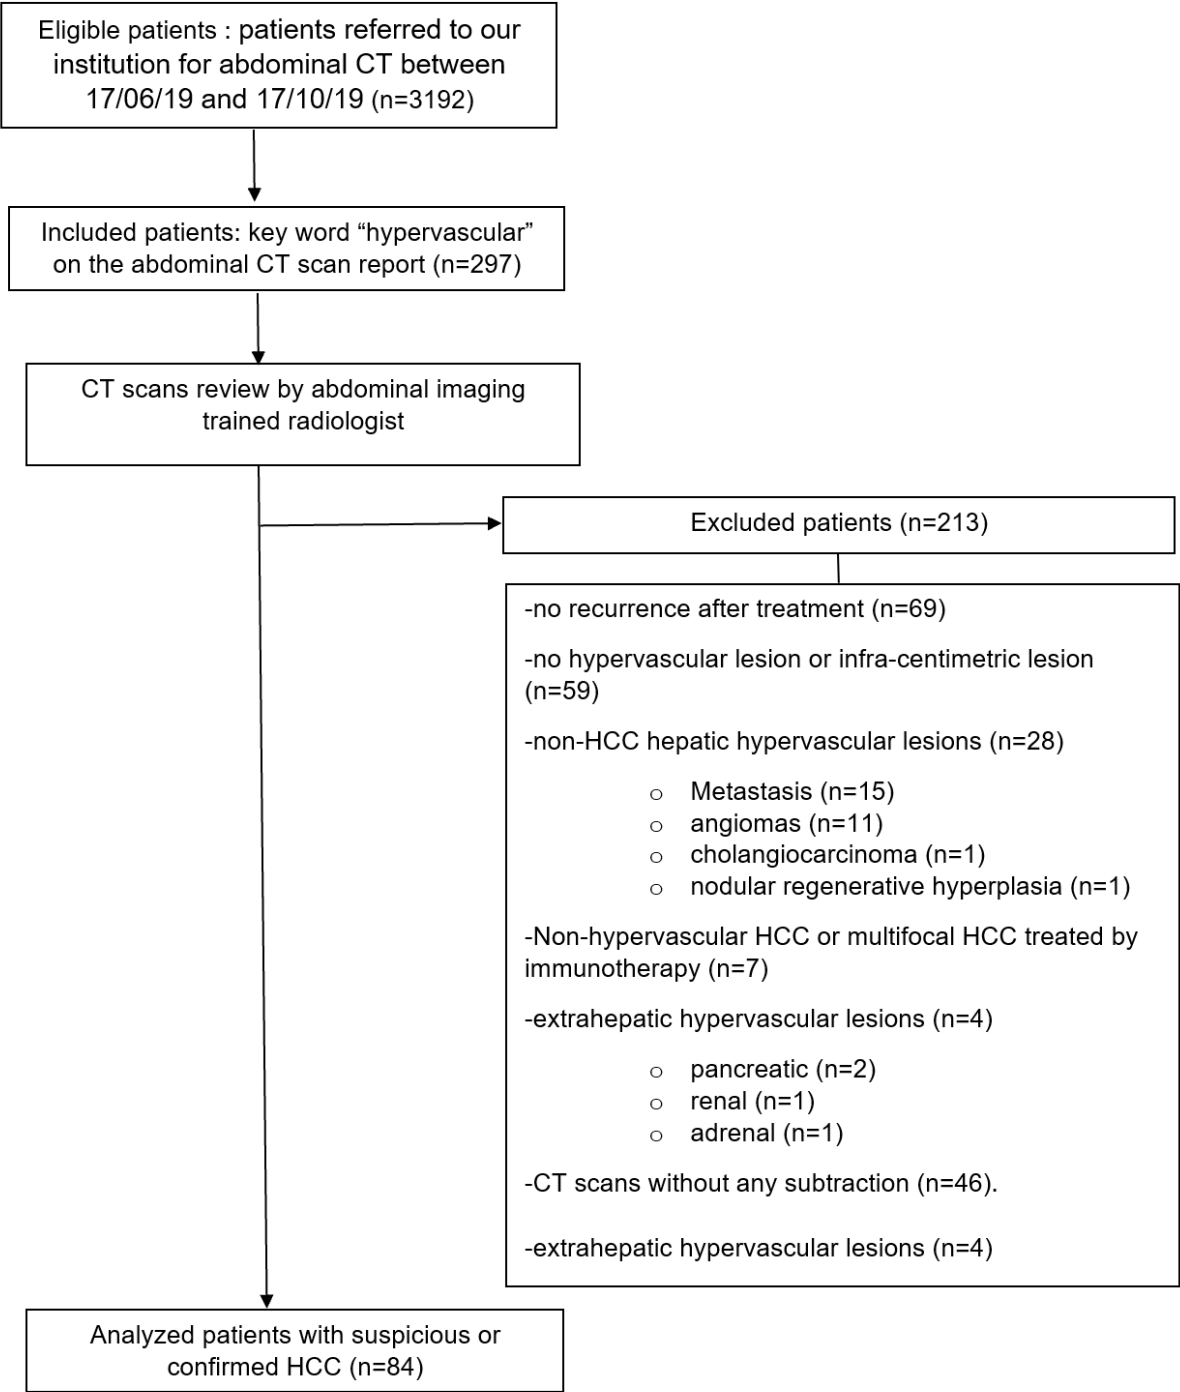 Eligible patients : patients referred to our
institution for abdominal CT between
17/06/19 and 17/10/19 (n=3192)
Included patients: key word “hypervascular”
on the abdominal CT scan report (n=297)
CT scans review by abdominal imaging
trained radiologist
Excluded patients (n=213)
-no recurrence after treatment (n=69)
-no hypervascular lesion or infra-centimetric lesion
(n=59)
-non-HCC hepatic hypervascular lesions (n=28)
o Metastasis (n=15)
o angiomas (n=11)
o cholangiocarcinoma (n=1)
o nodular regenerative hyperplasia (n=1)
-Non-hypervascular HCC or multifocal HCC treated by
immunotherapy (n=7)
-extrahepatic hypervascular lesions (n=4)
o pancreatic (n=2)
o renal (n=1)
o adrenal (n=1)
-CT scans without any subtraction (n=46).
-extrahepatic hypervascular lesions (n=4)
Analyzed patients with suspicious or
confirmed HCC (n=84)